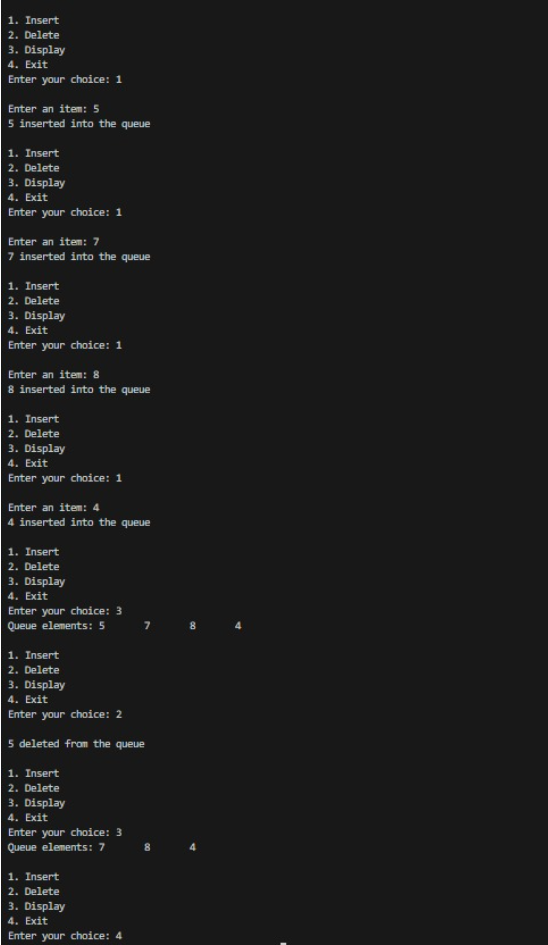 1. Insert
2. Delete
3. Display
4. Exit
Enter your choice: 1
Enter an item: 5
5 inserted into the queue
1. Insert
2. Delete
3. Display
4. Exit
Enter your choice: 1
Enter an item: 7
7 inserted into the queue
1. Insert
2. Delete
3. Display
4. Exit
Enter your choice: 1
Enter an item: 8
8 inserted into the queue
1. Insert
2. Delete
3. Display
4. Exit
Enter your choice: 1
Enter an item: 4
4 inserted into the queue
1. Insert
2. Delete
3. Display
4. Exit
Enter your choice: 3
Queue elements: 5 7 8 4
1. Insert
2. Delete
3. Display
4. Exit
Enter your choice: 2
5 deleted from the queue
1. Insert
2. Delete
3. Display
4. Exit
Enter your choice: 3
Queue elements: 7 8 4
1. Insert
2. Delete
3. Display
4. Exit
Enter your choice: 4